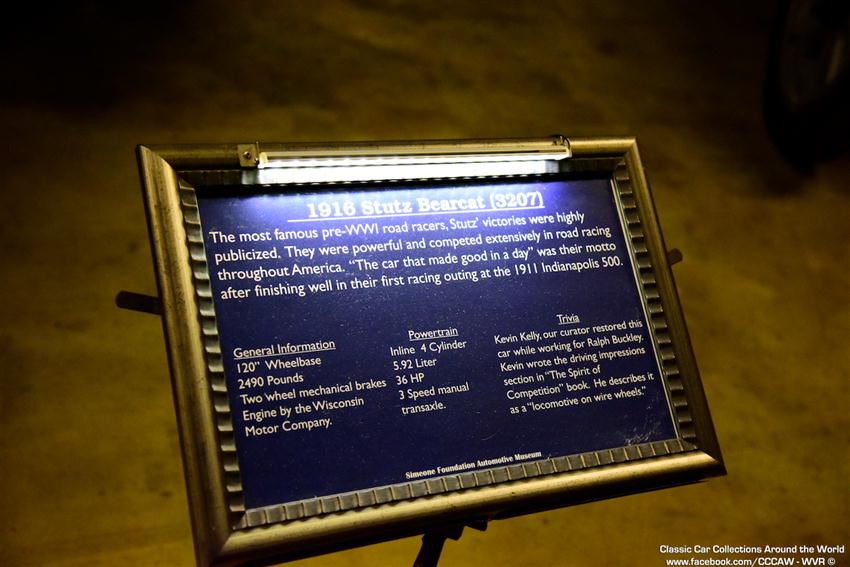 1916 Stutz Bearcat (3207)
The most famous pre-WWI road racers, Stutz' victories were highly
publicized. They were powerful and competed extensively in road racing
throughout America. "The car that made good in a day" was their motto
after finishing well in their first racing outing at the 1911 Indianapolis 500.
General Information
120" Wheelbase
2490 Pounds
Two wheel mechanical brakes
Engine by the Wisconsin
Motor Company.
Powertrain
Inline 4 Cylinder
5.92 Liter
36 HP
3 Speed manual
transaxle.
Trivia
Kevin Kelly, our curator restored this
car while working for Ralph Buckley.
Kevin wrote the driving impressions
section in "The Spirit of
Competition" book. He describes it
as a "locomotive on wire wheels."
Simeone Foundation Automotive Museum
Classic Car Collections Around the World
www.facebook.com/CCCAW - WVR ©